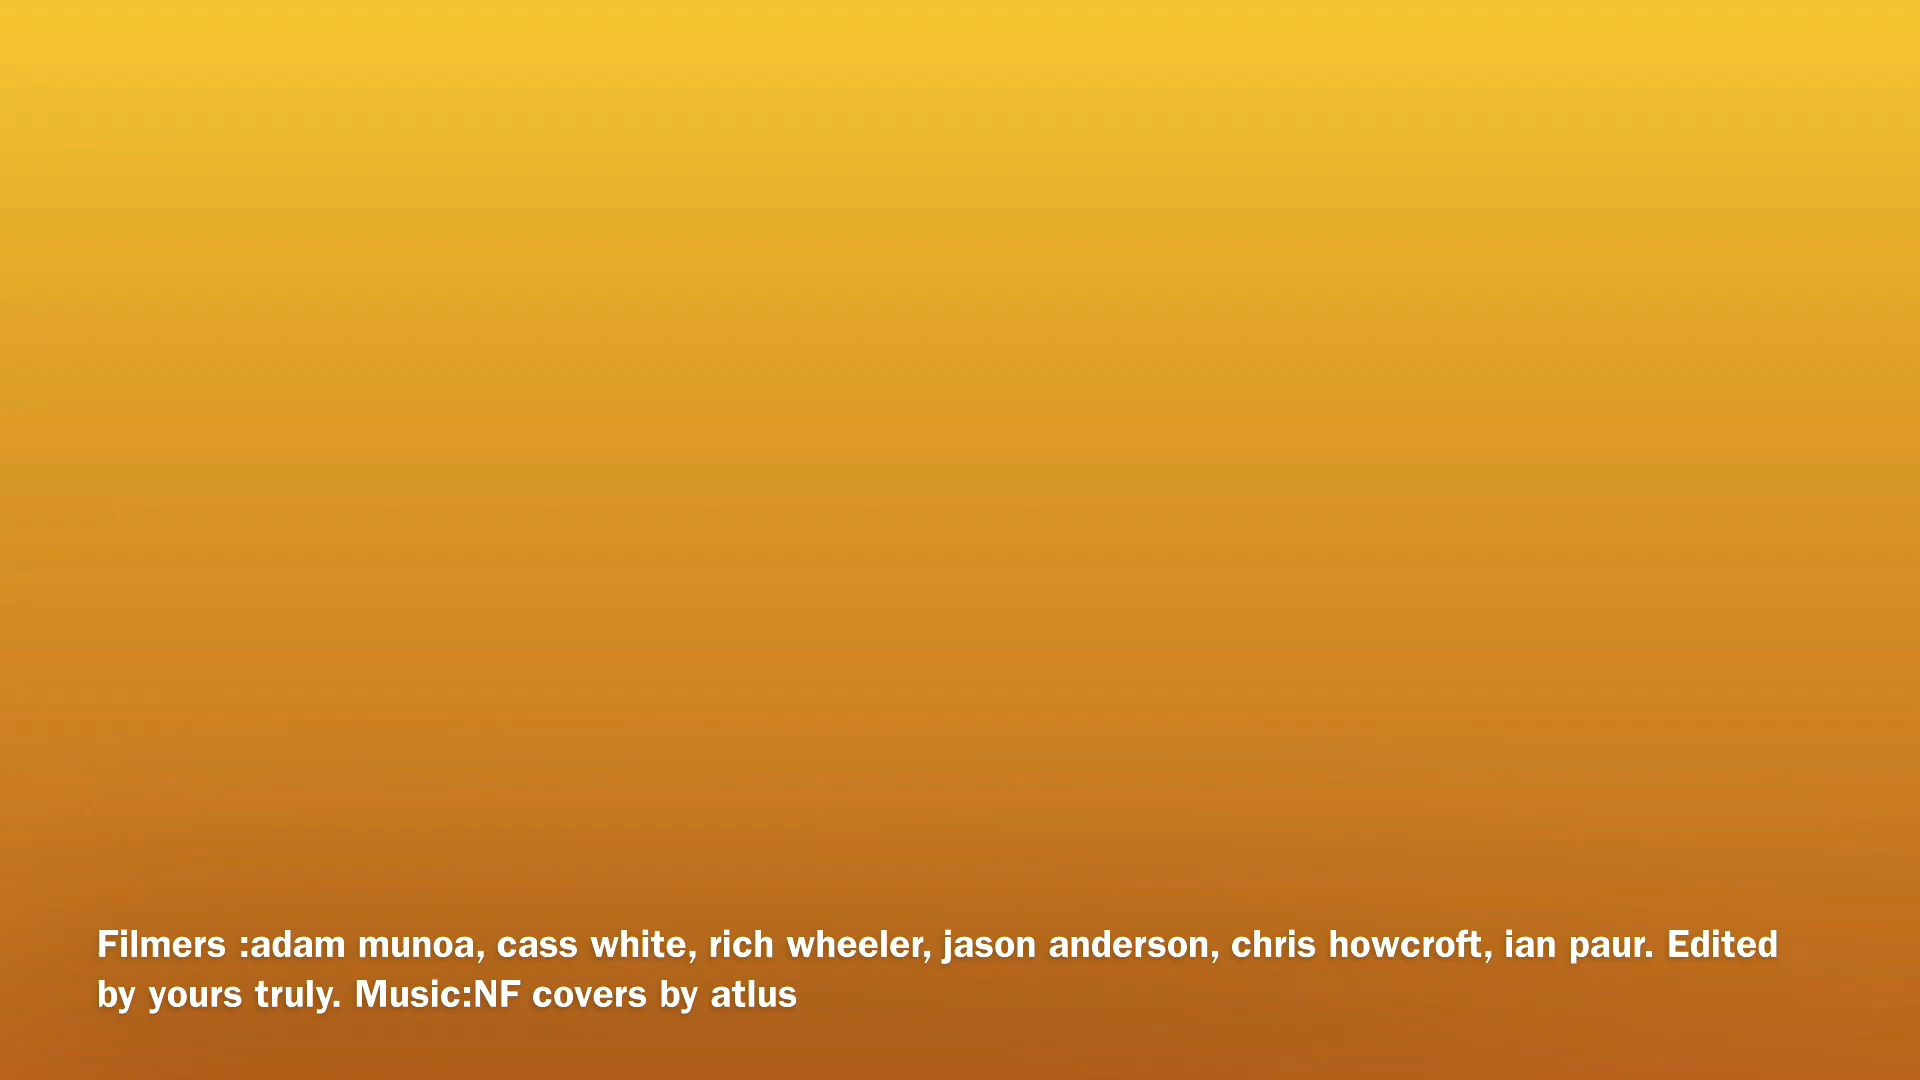 Filmers :adam munoa, cass white, rich wheeler, jason anderson, chris howcroft, ian paur. Edited
by yours truly. Music:NF covers by atlus